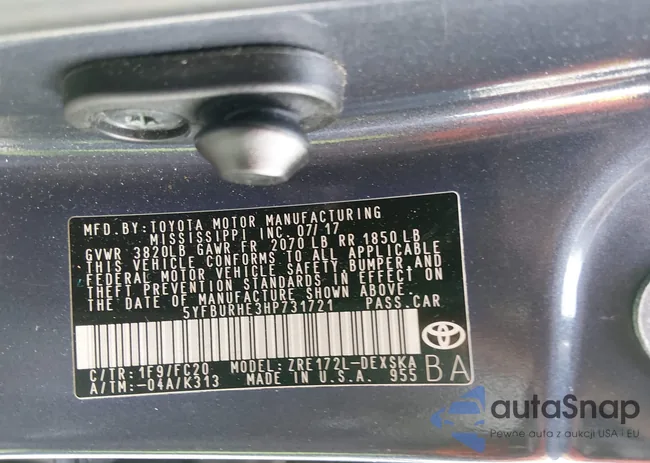 MFD. BY: TOYOTA MOTOR MANUFACTURING
MISSISSIPPI INC. 07/17
GVWR 3820LB GAWR FR 2070 LB RR 1850 LB
THIS VEHICLE CONFORMS TO ALL APPLICABLE
FEDERAL MOTOR VEHICLE SAFETY, BUMPER AND
THEFT PREVENTION STANDARDS IN EFFECT ON
THE DATE OF MANUFACTURE SHOWN ABOVE.
5YFBURHE3HP731721 PASS.CAR
C/TR: 1F9/FC20 MODEL: ZRE172L-DEXSKA
A/TM: -04A/K313 MADE IN U.S.A. 955 BA
autaSnap
Pewne auta z aukcji USA i EU